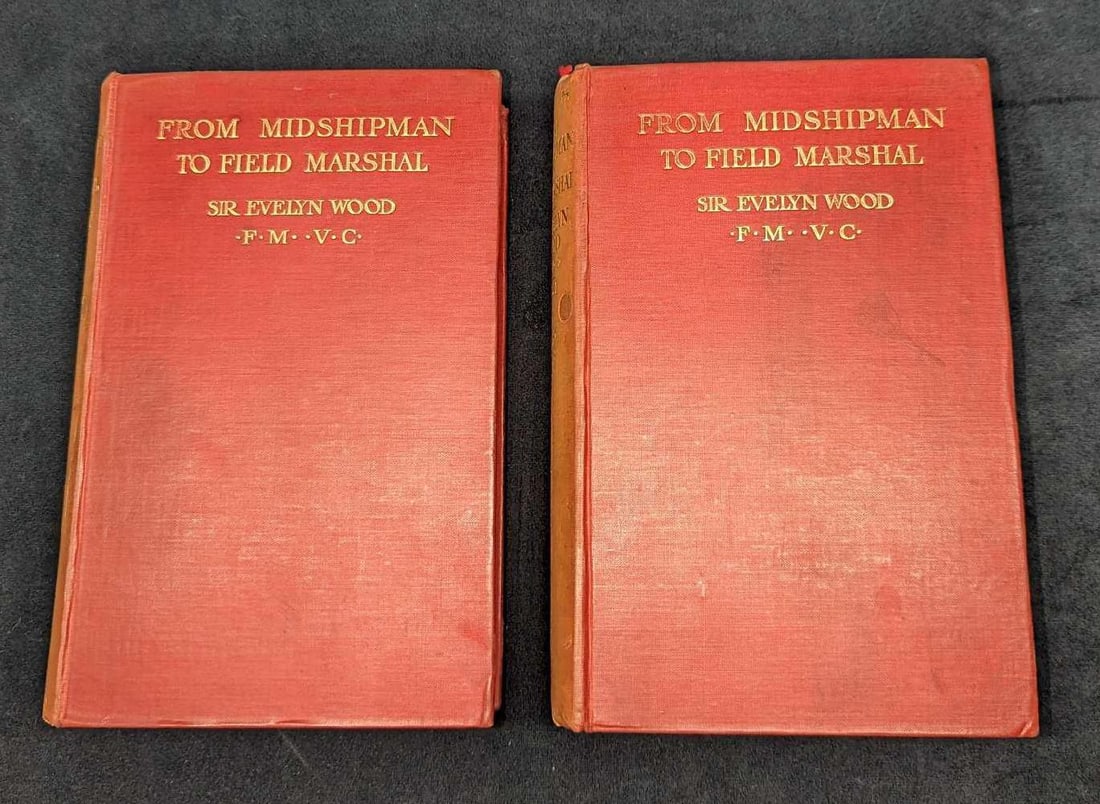 FROM MIDSHIPMAN
TO FIELD MARSHAL
SIR EVELYN WOOD
·F·M· ·V·C·
FROM MIDSHIPMAN
TO FIELD MARSHAL
SIR EVELYN WOOD
·F·M· ·V·C·